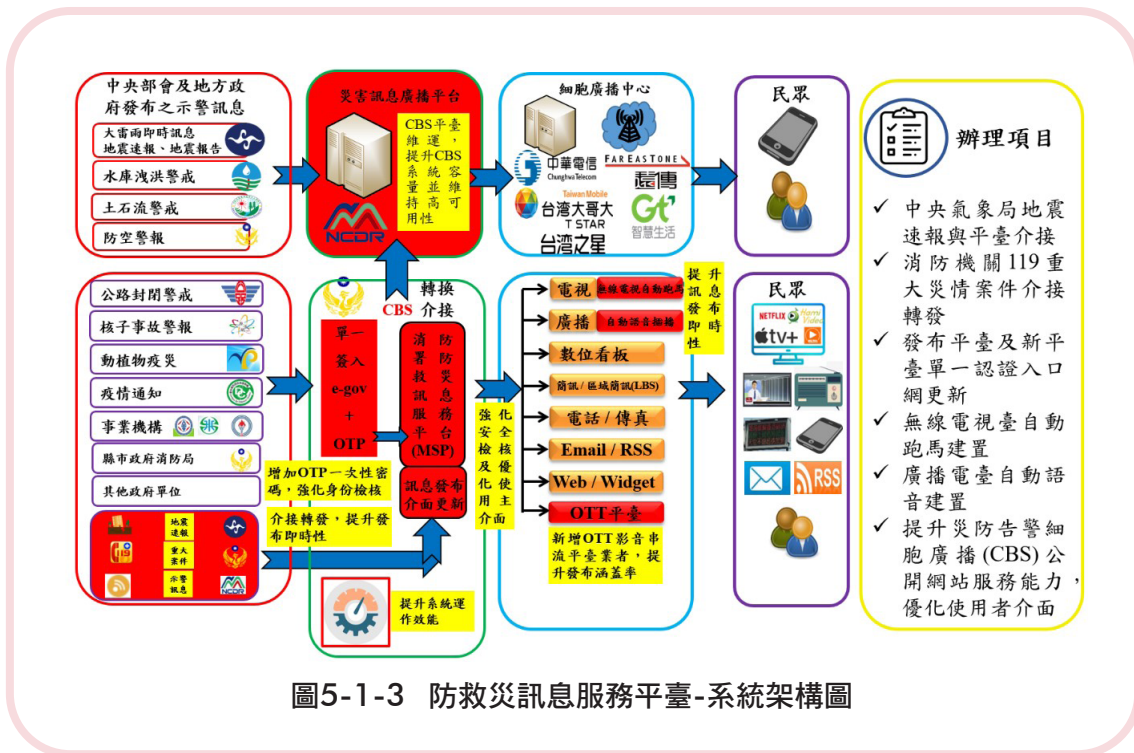 中央部會及地方政
府發布之示警訊息
大雷雨即時訊息
地震速報、地震報告
水庫洩洪警戒
土石流警戒
防空警報
災害訊息廣播平台
CBS平臺
維運，
提升CBS
系統容
量並維
持高可
用性
NCDR
細胞廣播中心
中華電信
Chunghwa Telecom
FAREASTONE
遠傳
Taiwan Mobile
台灣大哥大
T STAR
台灣之星
Gt
智慧生活
民眾
公路封閉警戒
核子事故警報
動植物疫災
疫情通知
事業機構
縣市政府消防局
其他政府單位
地震
速報
119
重大
案件
示警
訊息
NCDR
CBS
轉換
介接
單一
簽入
e-gov
+
OTP
消防
署防
救災
訊息
服務
平台
(MSP)
訊息發布
介面更新
增加OTP一次性密
碼，強化身份檢核
介接轉發，提升發
布即時性
提升系統運
作效能
強化
安全
檢核
及優
化使
用主
介面
電視
無線電視自動跑馬
廣播
自動語音插播
數位看板
簡訊 / 區域簡訊(LBS)
電話 / 傳真
Email / RSS
Web / Widget
OTT平臺
新增OTT影音串
流平臺業者，提
升發布涵蓋率
提升
訊息
發布
即時
性
民眾
NETFLIX
Hami
Video
tv+
RSS
辦理項目
✓ 中央氣象局地震
速報與平臺介接
✓ 消防機關119重
大災情案件介接
轉發
✓ 發布平臺及新平
臺單一認證入口
網更新
✓ 無線電視臺自動
跑馬建置
✓ 廣播電臺自動語
音建置
✓ 提升災防告警細
胞廣播(CBS)公
開網站服務能力，
優化使用者介面
圖5-1-3 防救災訊息服務平臺-系統架構圖